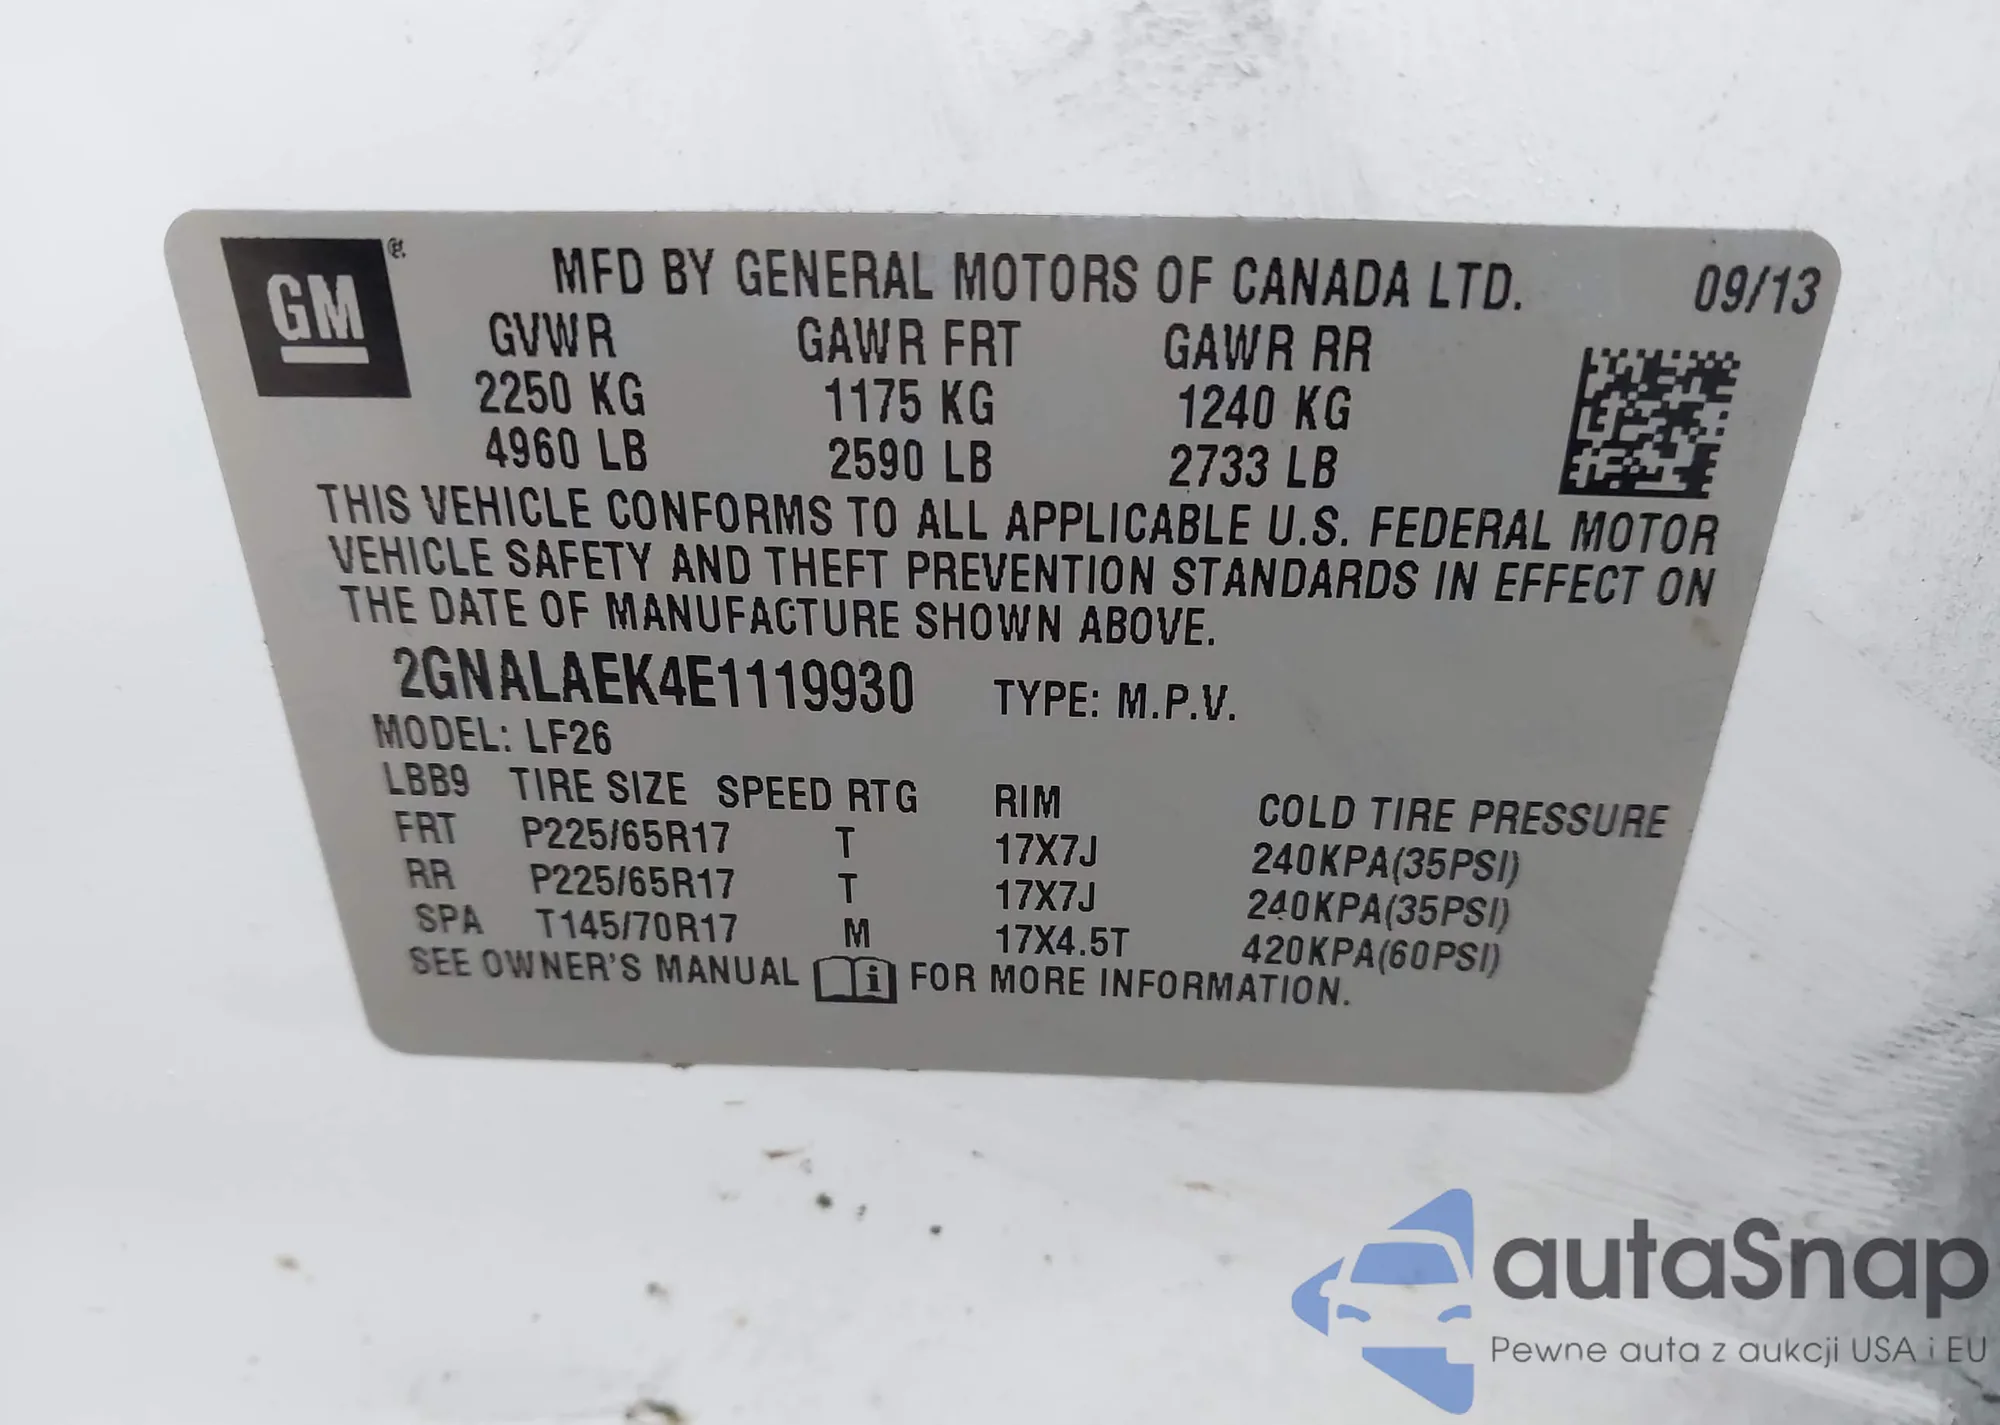 GM
MFD BY GENERAL MOTORS OF CANADA LTD. 09/13
GVWR GAWR FRT GAWR RR
2250 KG 1175 KG 1240 KG
4960 LB 2590 LB 2733 LB
THIS VEHICLE CONFORMS TO ALL APPLICABLE U.S. FEDERAL MOTOR
VEHICLE SAFETY AND THEFT PREVENTION STANDARDS IN EFFECT ON
THE DATE OF MANUFACTURE SHOWN ABOVE.
2GNALAEK4E1119930 TYPE: M.P.V.
MODEL: LF26
LBB9 TIRE SIZE SPEED RTG RIM COLD TIRE PRESSURE
FRT P225/65R17 T 17X7J 240KPA(35PSI)
RR P225/65R17 T 17X7J 240KPA(35PSI)
SPA T145/70R17 M 17X4.5T 420KPA(60PSI)
SEE OWNER'S MANUAL i FOR MORE INFORMATION.
autaSnap
Pewne auta z aukcji USA i EU